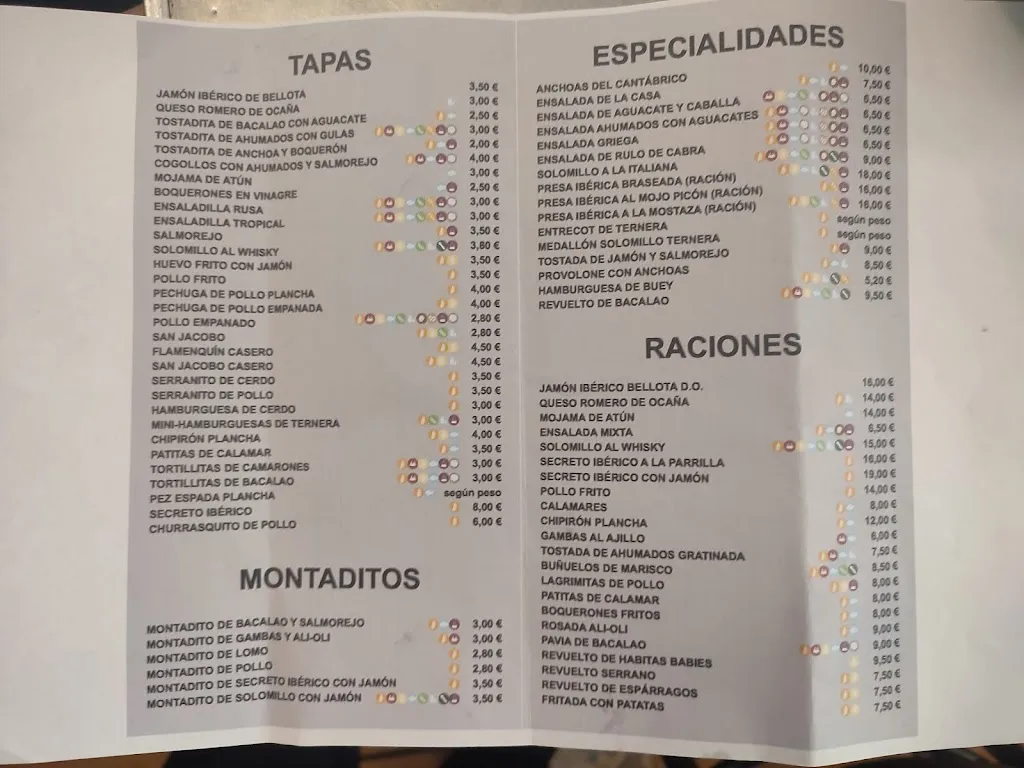 TAPAS
JAMÓN IBÉRICO DE BELLOTA 3,50 €
QUESO ROMERO DE OCAÑA 3,00 €
TOSTADITA DE BACALAO CON AGUACATE 2,50 €
TOSTADITA DE AHUMADOS CON GULAS 3,00 €
TOSTADITA DE ANCHOA Y BOQUERÓN 2,00 €
COGOLLOS CON AHUMADOS Y SALMOREJO 4,00 €
MOJAMA DE ATÚN 3,00 €
BOQUERONES EN VINAGRE 2,50 €
ENSALADILLA RUSA 3,00 €
ENSALADILLA TROPICAL 3,00 €
SALMOREJO 3,50 €
SOLOMILLO AL WHISKY 3,80 €
HUEVO FRITO CON JAMÓN 3,50 €
POLLO FRITO 3,50 €
PECHUGA DE POLLO PLANCHA 4,00 €
PECHUGA DE POLLO EMPANADA 4,00 €
POLLO EMPANADO 2,80 €
SAN JACOBO 2,80 €
FLAMENQUÍN CASERO 4,50 €
SAN JACOBO CASERO 4,50 €
SERRANITO DE CERDO 3,50 €
SERRANITO DE POLLO 3,50 €
HAMBURGUESA DE CERDO 3,00 €
MINI-HAMBURGUESAS DE TERNERA 3,00 €
CHIPIRÓN PLANCHA 4,00 €
PATITAS DE CALAMAR 3,50 €
TORTILLITAS DE CAMARONES 3,00 €
TORTILLITAS DE BACALAO 3,00 €
PEZ ESPADA PLANCHA según peso
SECRETO IBÉRICO 8,00 €
CHURRASQUITO DE POLLO 6,00 €
MONTADITOS
MONTADITO DE BACALAO Y SALMOREJO 3,00 €
MONTADITO DE GAMBAS Y ALI-OLI 3,00 €
MONTADITO DE LOMO 2,80 €
MONTADITO DE POLLO 2,80 €
MONTADITO DE SECRETO IBÉRICO CON JAMÓN 3,50 €
MONTADITO DE SOLOMILLO CON JAMÓN 3,50 €
ESPECIALIDADES
ANCHOAS DEL CANTÁBRICO 10,00 €
ENSALADA DE LA CASA 7,50 €
ENSALADA DE AGUACATE Y CABALLA 6,50 €
ENSALADA AHUMADOS CON AGUACATES 6,50 €
ENSALADA GRIEGA 6,50 €
ENSALADA DE RULO DE CABRA 6,50 €
SOLOMILLO A LA ITALIANA 9,00 €
PRESA IBÉRICA BRASEADA (RACIÓN) 18,00 €
PRESA IBÉRICA AL MOJO PICÓN (RACIÓN) 16,00 €
PRESA IBÉRICA A LA MOSTAZA (RACIÓN) 18,00 €
ENTRECOT DE TERNERA según peso
MEDALLÓN SOLOMILLO TERNERA según peso
TOSTADA DE JAMÓN Y SALMOREJO 9,00 €
PROVOLONE CON ANCHOAS 8,50 €
HAMBURGUESA DE BUEY 5,20 €
REVUELTO DE BACALAO 9,50 €
RACIONES
JAMÓN IBÉRICO BELLOTA D.O. 16,00 €
QUESO ROMERO DE OCAÑA 14,00 €
MOJAMA DE ATÚN 14,00 €
ENSALADA MIXTA 6,50 €
SOLOMILLO AL WHISKY 15,00 €
SECRETO IBÉRICO A LA PARRILLA 16,00 €
SECRETO IBÉRICO CON JAMÓN 19,00 €
POLLO FRITO 14,00 €
CALAMARES 8,00 €
CHIPIRÓN PLANCHA 12,00 €
GAMBAS AL AJILLO 6,00 €
TOSTADA DE AHUMADOS GRATINADA 7,50 €
BUÑUELOS DE MARISCO 8,50 €
LAGRIMITAS DE POLLO 8,00 €
PATITAS DE CALAMAR 8,00 €
BOQUERONES FRITOS 8,00 €
ROSADA ALI-OLI 9,00 €
PAVIA DE BACALAO 9,00 €
REVUELTO DE HABITAS BABIES 9,50 €
REVUELTO SERRANO 7,50 €
REVUELTO DE ESPÁRRAGOS 7,50 €
FRITADA CON PATATAS 7,50 €